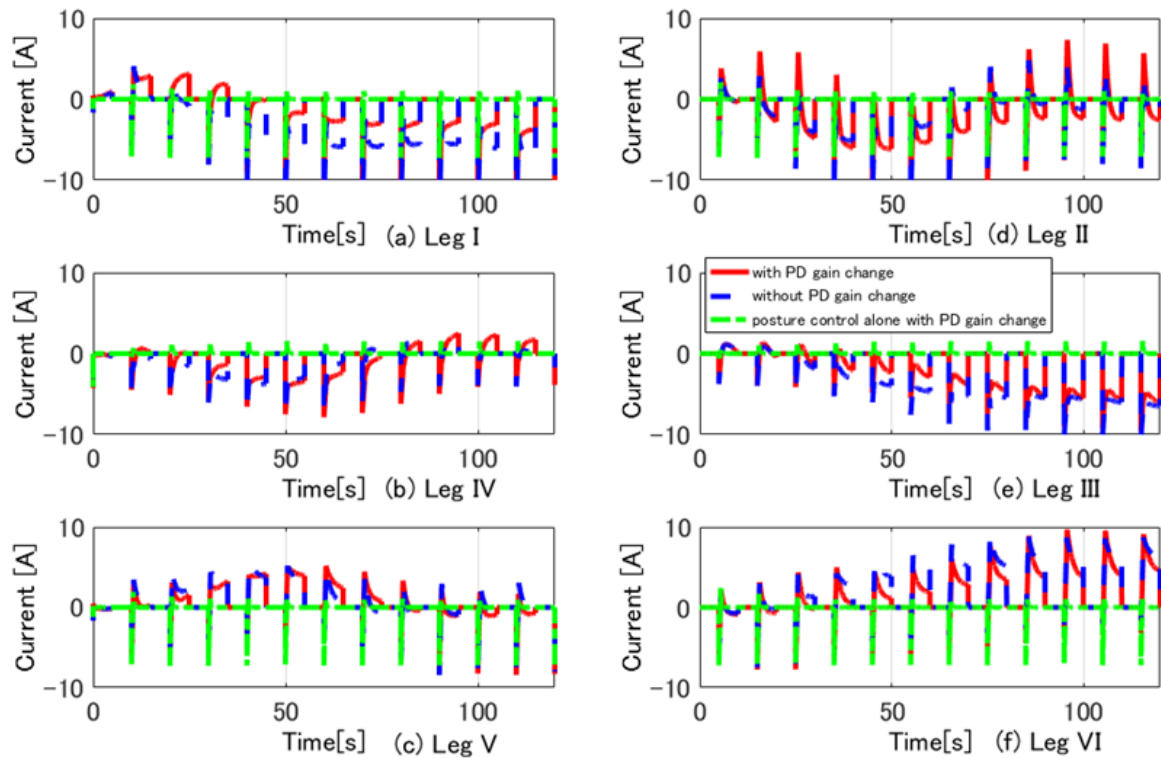 10
0
−10
Current [A]
0
50
100
Time[s] (a) Leg I
10
0
−10
Current [A]
0
50
100
Time[s] (d) Leg II
10
0
−10
Current [A]
0
50
100
Time[s] (b) Leg IV
with PD gain change
without PD gain change
posture control alone with PD gain change
10
0
−10
Current [A]
0
50
100
Time[s] (e) Leg III
10
0
−10
Current [A]
0
50
100
Time[s] (c) Leg V
10
0
−10
Current [A]
0
50
100
Time[s] (f) Leg VI